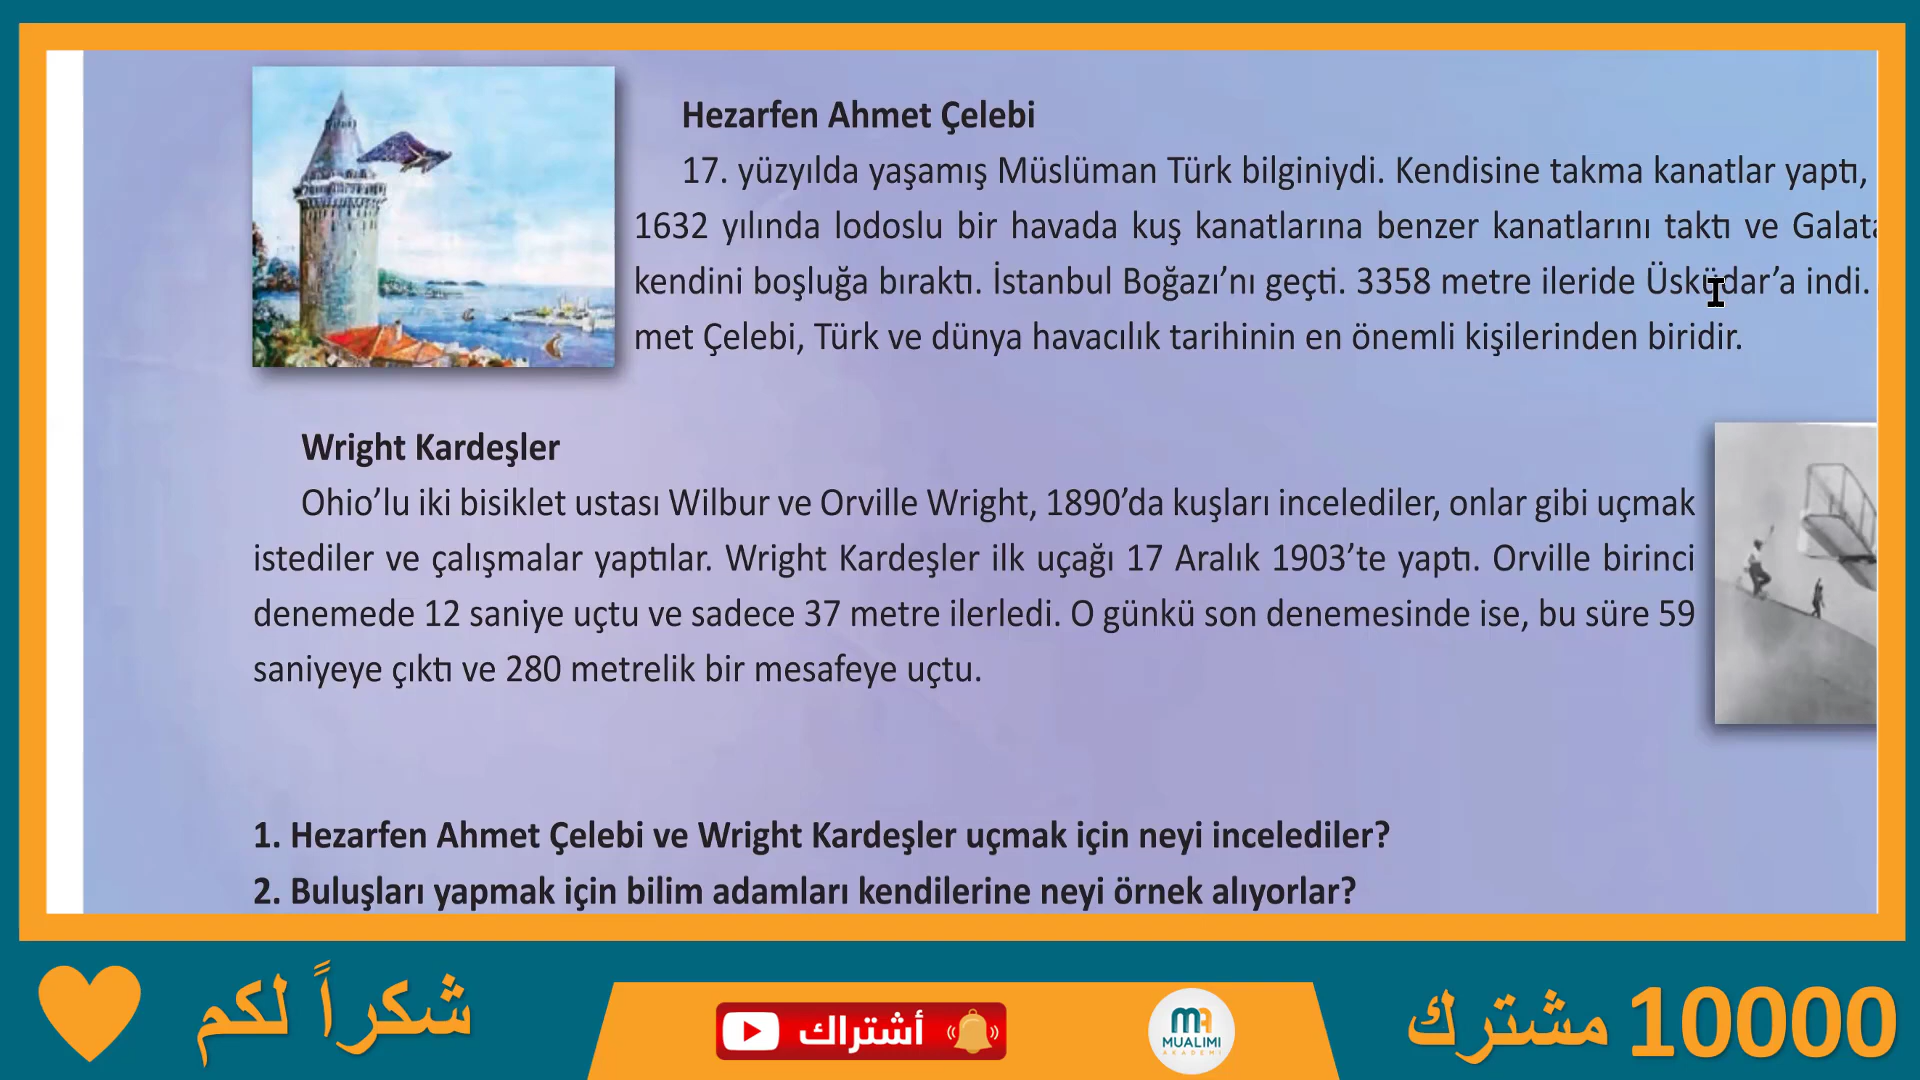 Hezarfen Ahmet Çelebi
17. yüzyılda yaşamış Müslüman Türk bilginiydi. Kendisine takma kanatlar yaptı,
1632 yılında lodoslu bir havada kuş kanatlarına benzer kanatlarını taktı ve Galata
kendini boşluğa bıraktı. İstanbul Boğazı’nı geçti. 3358 metre ileride Üsküdar’a indi.
met Çelebi, Türk ve dünya havacılık tarihinin en önemli kişilerinden biridir.
Wright Kardeşler
Ohio’lu iki bisiklet ustası Wilbur ve Orville Wright, 1890’da kuşları incelediler, onlar gibi uçmak
istediler ve çalışmalar yaptılar. Wright Kardeşler ilk uçağı 17 Aralık 1903’te yaptı. Orville birinci
denemede 12 saniye uçtu ve sadece 37 metre ilerledi. O günkü son denemesinde ise, bu süre 59
saniyeye çıktı ve 280 metrelik bir mesafeye uçtu.
1. Hezarfen Ahmet Çelebi ve Wright Kardeşler uçmak için neyi incelediler?
2. Buluşları yapmak için bilim adamları kendilerine neyi örnek alıyorlar?
شكراً لكم
أشتراك
MUALIMI
AKADEMI
10000 مشترك